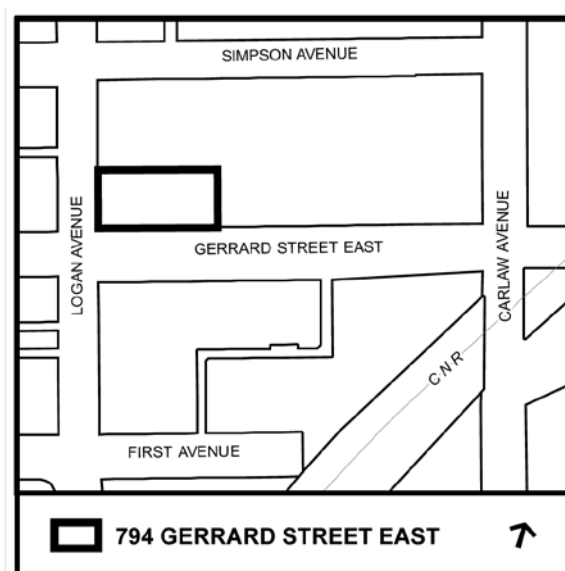 SIMPSON AVENUE
LOGAN AVENUE
GERRARD STREET EAST
CARLAW AVENUE
CNR
FIRST AVENUE
794 GERRARD STREET EAST